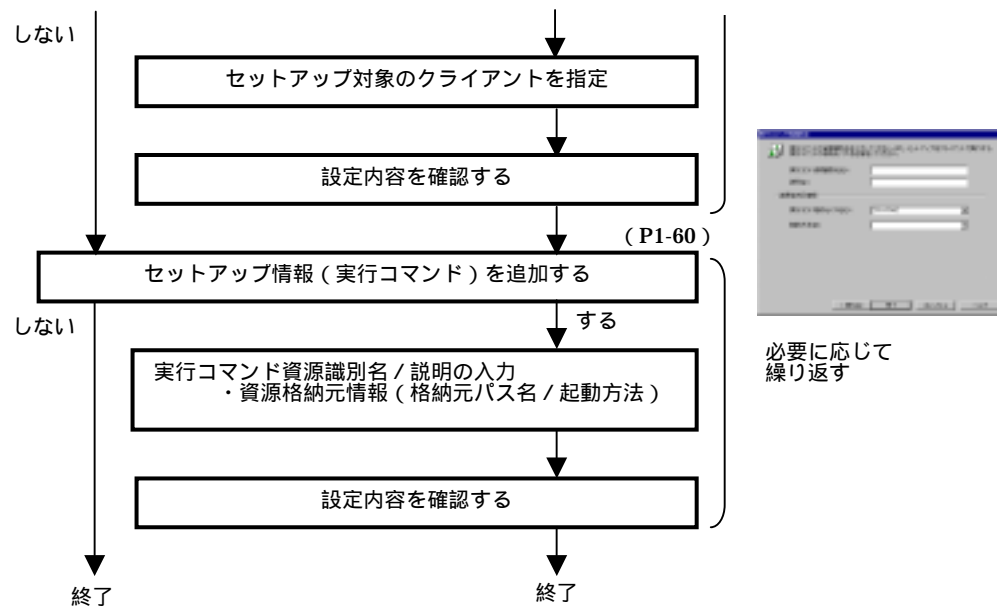 しない
セットアップ対象のクライアントを指定
設定内容を確認する
（P1-60）
セットアップ情報（実行コマンド）を追加する
しない
する
実行コマンド資源識別名／説明の入力
・資源格納元情報（格納元パス名／起動方法）
必要に応じて
繰り返す
設定内容を確認する
終了
終了